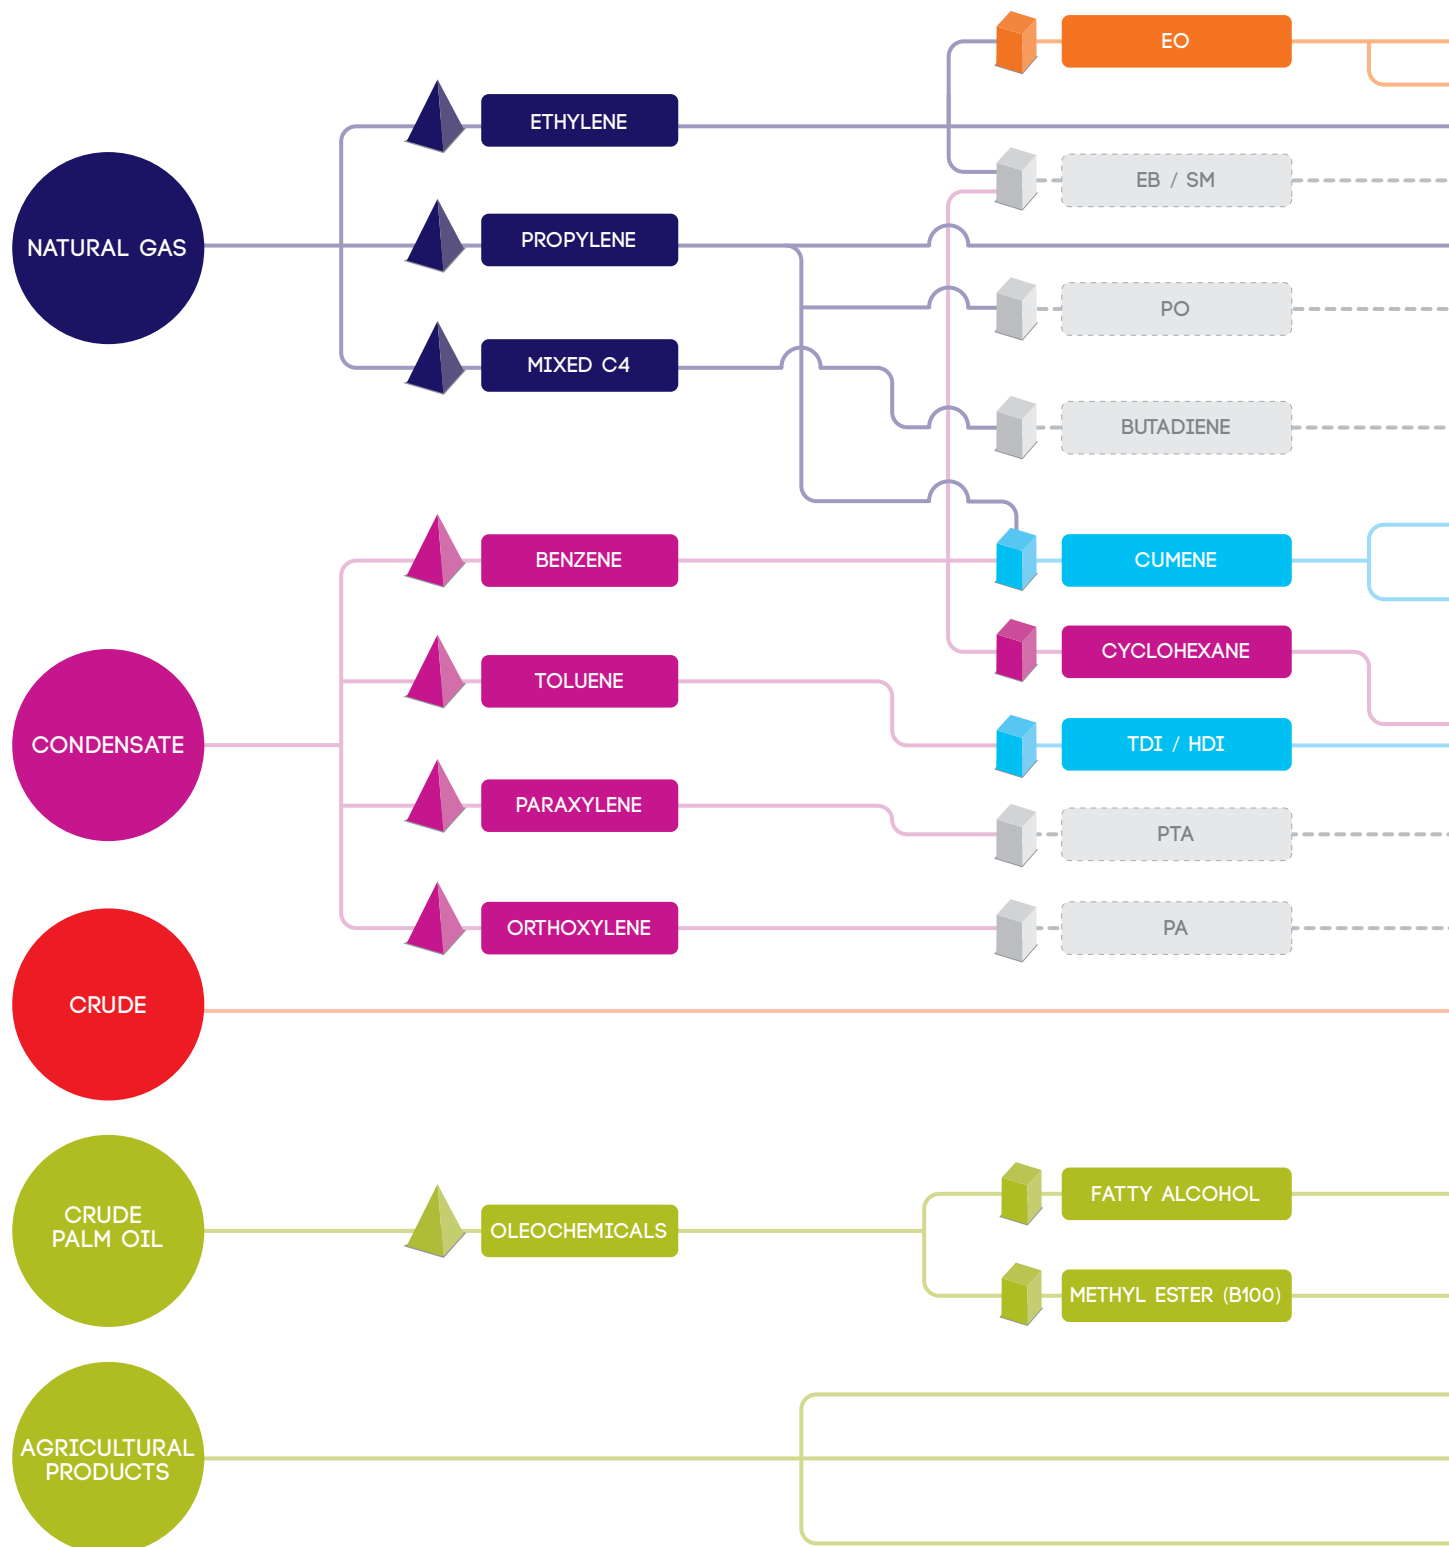 EO
ETHYLENE
EB / SM
NATURAL GAS
PROPYLENE
PO
MIXED C4
BUTADIENE
BENZENE
CUMENE
CYCLOHEXANE
TOLUENE
CONDENSATE
TDI / HDI
PARAXYLENE
PTA
ORTHOXYLENE
PA
CRUDE
CRUDE
PALM OIL
OLEOCHEMICALS
FATTY ALCOHOL
METHYL ESTER (B100)
AGRICULTURAL
PRODUCTS